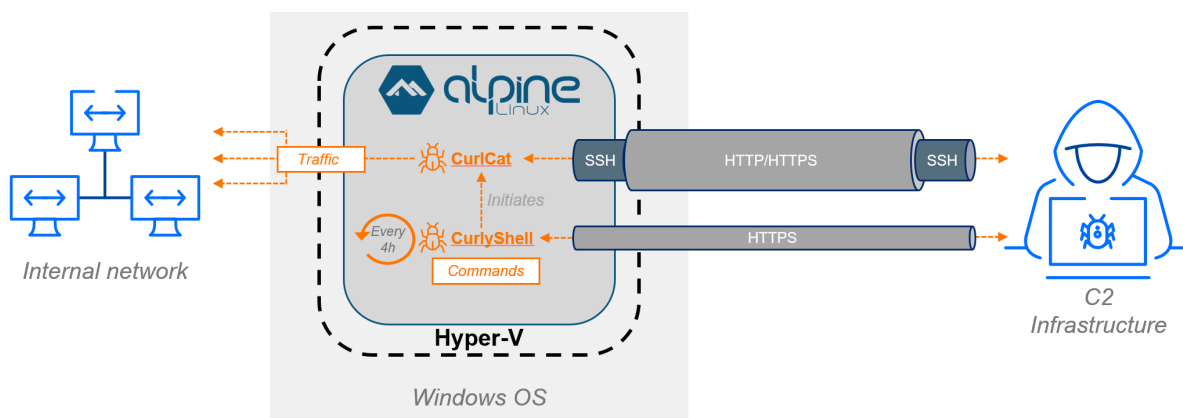 alpine
Linux
Traffic
CurlCat
SSH
HTTP/HTTPS
SSH
Initiates
Every
4h
CurlyShell
HTTPS
Commands
Internal network
C2
Infrastructure
Hyper-V
Windows OS